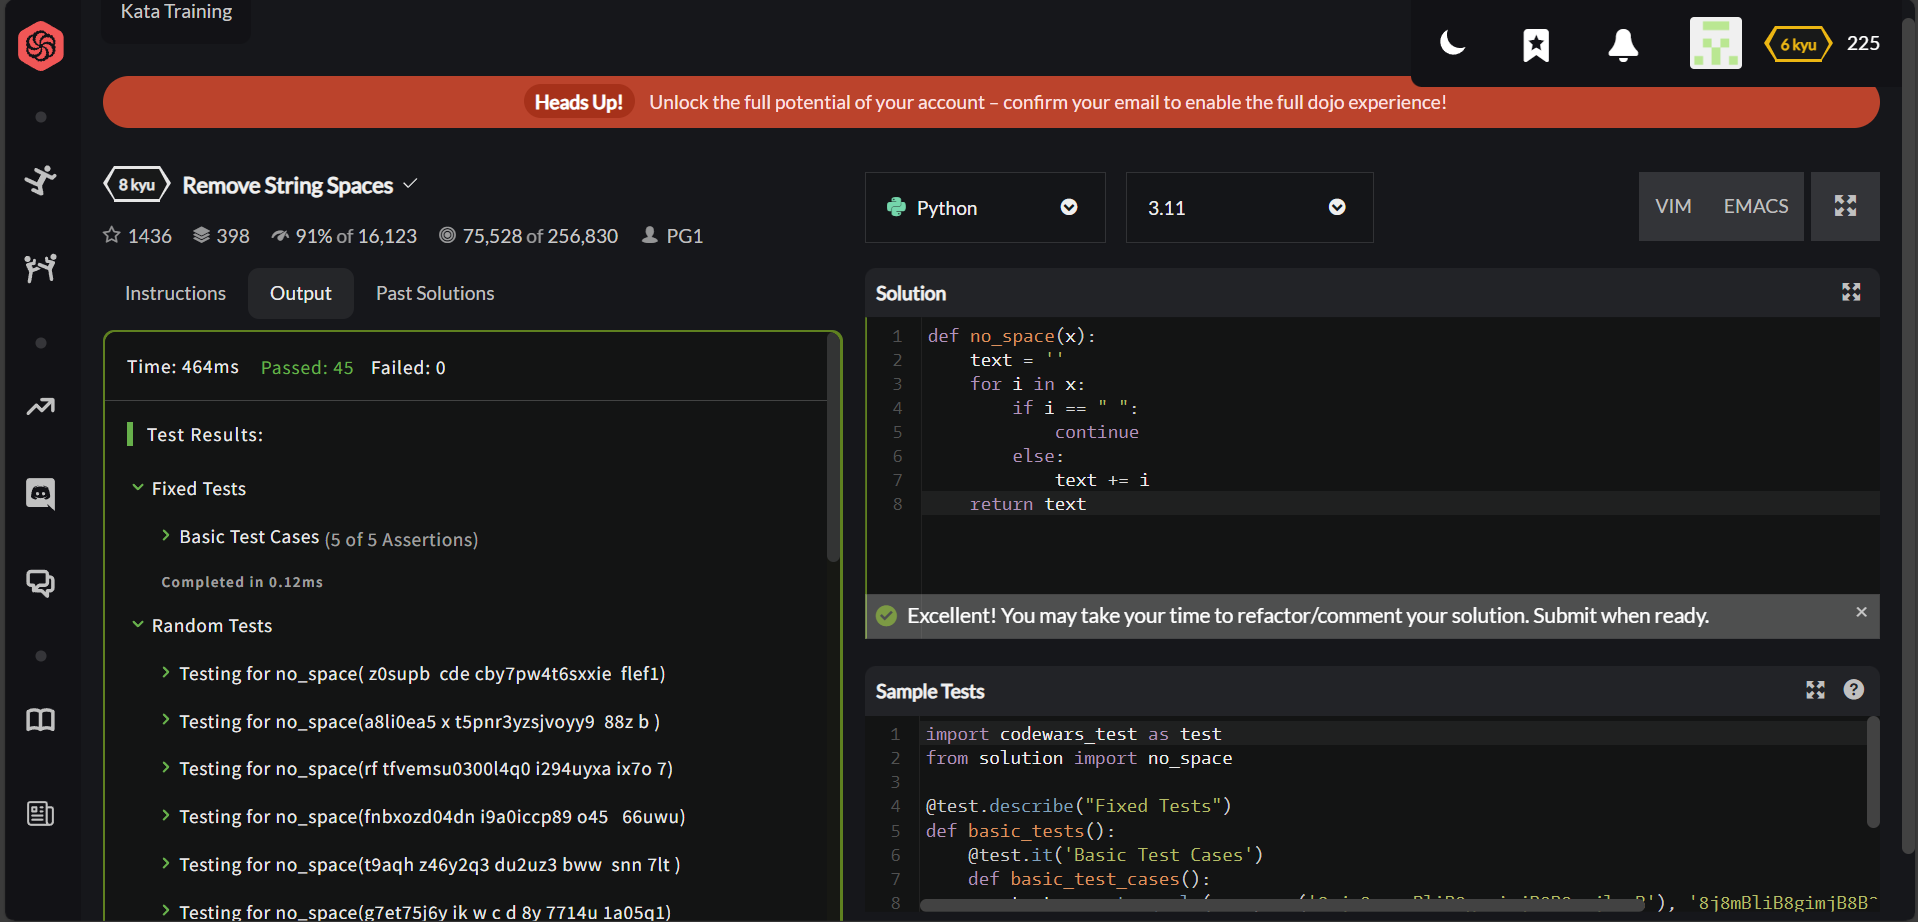 Kata Training
6 kyu 225
Heads Up! Unlock the full potential of your account – confirm your email to enable the full dojo experience!
8 kyu Remove String Spaces
1436 398 91% of 16,123 75,528 of 256,830 PG1
Python 3.11 VIM EMACS
Instructions Output Past Solutions
Time: 464ms Passed: 45 Failed: 0
Test Results:
Fixed Tests
Basic Test Cases (5 of 5 Assertions)
Completed in 0.12ms
Random Tests
Testing for no_space( z0supb  cde cby7pw4t6sxxie  flef1)
Testing for no_space(a8li0ea5 x t5pnr3yzsjvoyy9  88z b )
Testing for no_space(rf tfvemsu0300l4q0 i294uyxa ix7o 7)
Testing for no_space(fnbxozd04dn i9a0iccp89 o45   66uwu)
Testing for no_space(t9aqh z46y2q3 du2uz3 bww  snn 7lt )
Testing for no_space(g7et75j6y ik w c d 8y 7714u 1a05q1)
Solution
1 def no_space(x):
2     text = ''
3     for i in x:
4         if i == " ":
5             continue
6         else:
7             text += i
8     return text
Excellent! You may take your time to refactor/comment your solution. Submit when ready.
Sample Tests
1 import codewars_test as test
2 from solution import no_space
3
4 @test.describe("Fixed Tests")
5 def basic_tests():
6     @test.it('Basic Test Cases')
7     def basic_test_cases():
8 '), '8j8mBliB8gimjB8B